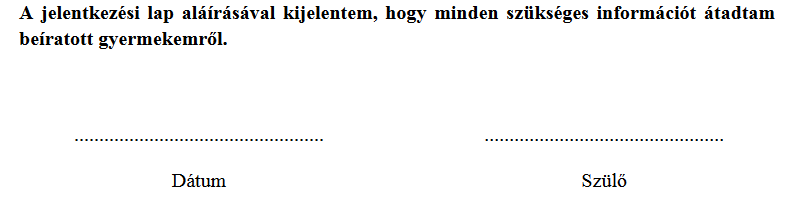 A jelentkezési lap aláírásával kijelentem, hogy minden szükséges információt átadtam
beíratott gyermekemről.
.................................................. ................................................
Dátum Szülő